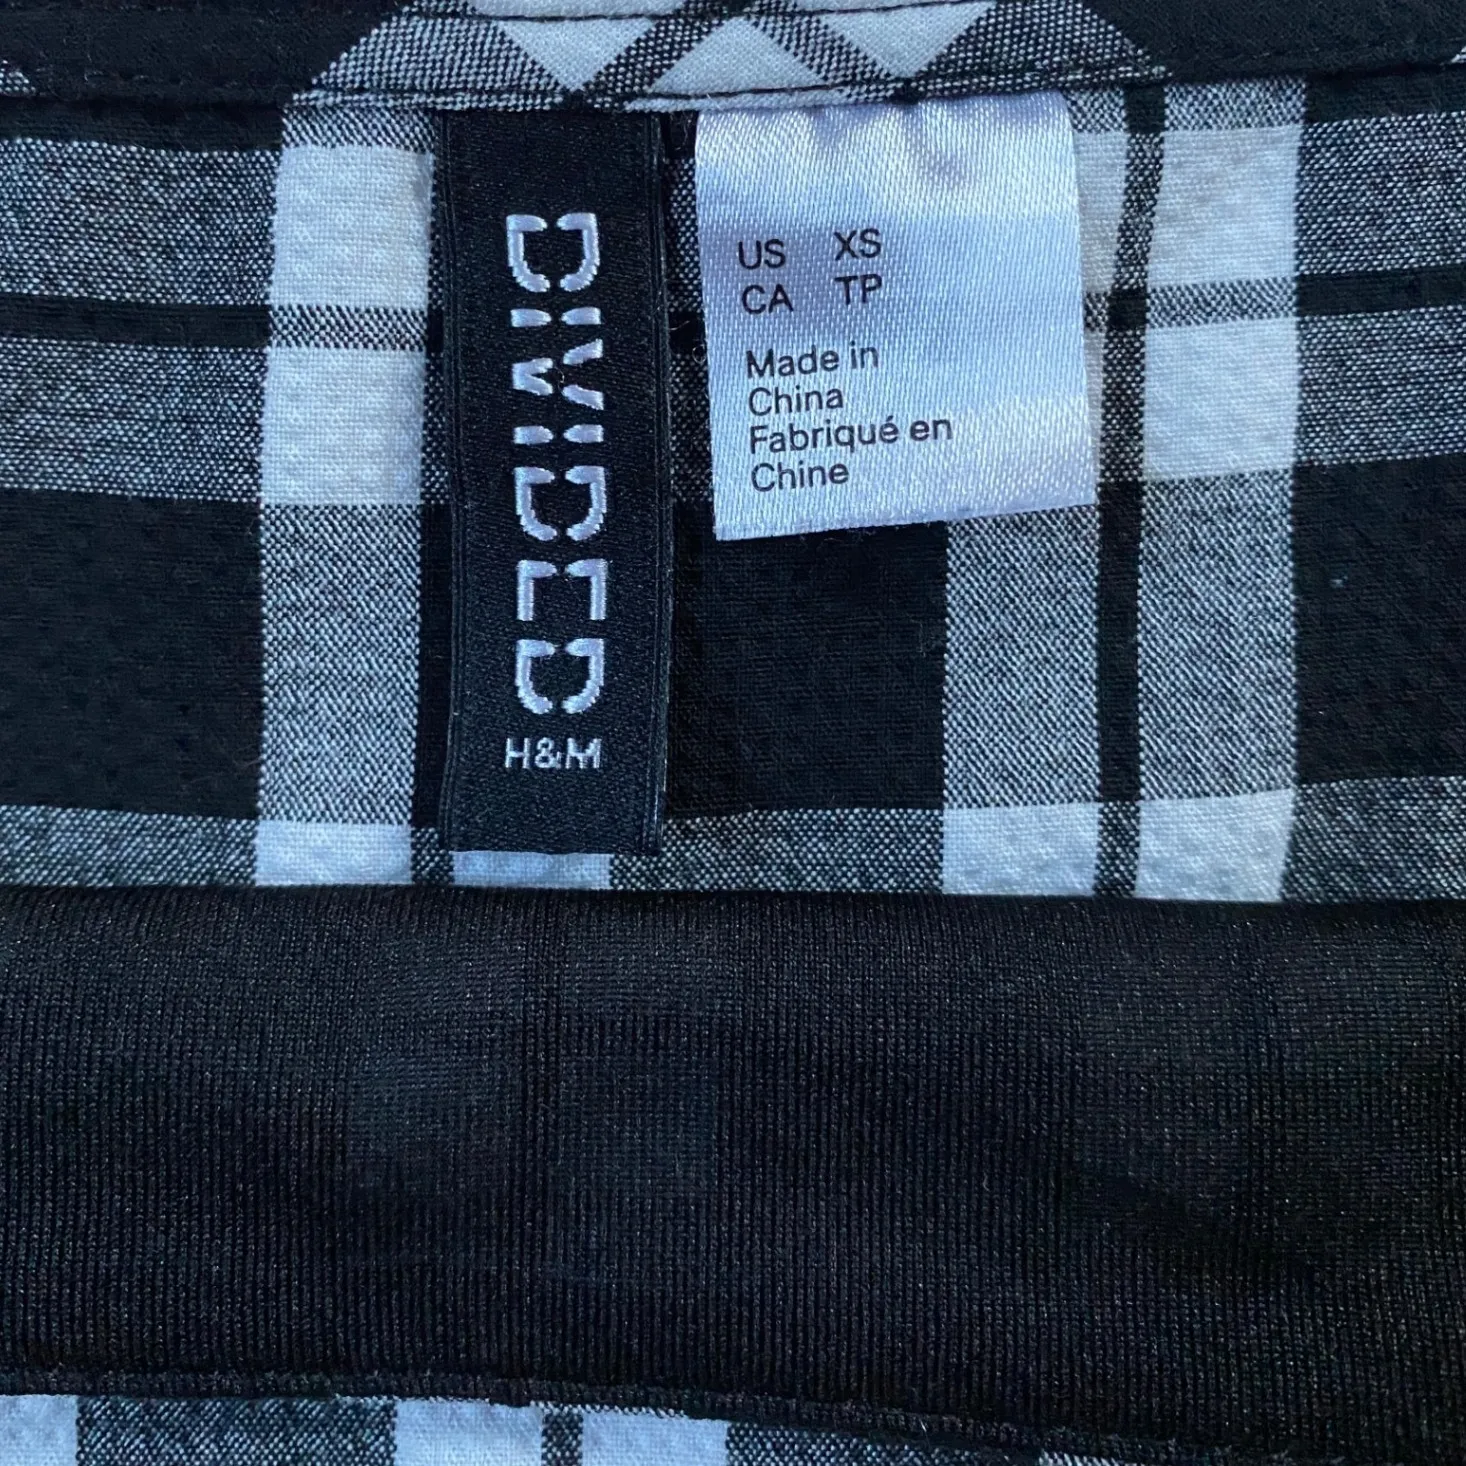 DIVIDED
H&M
US XS
CA TP
Made in
China
Fabriqué en
Chine